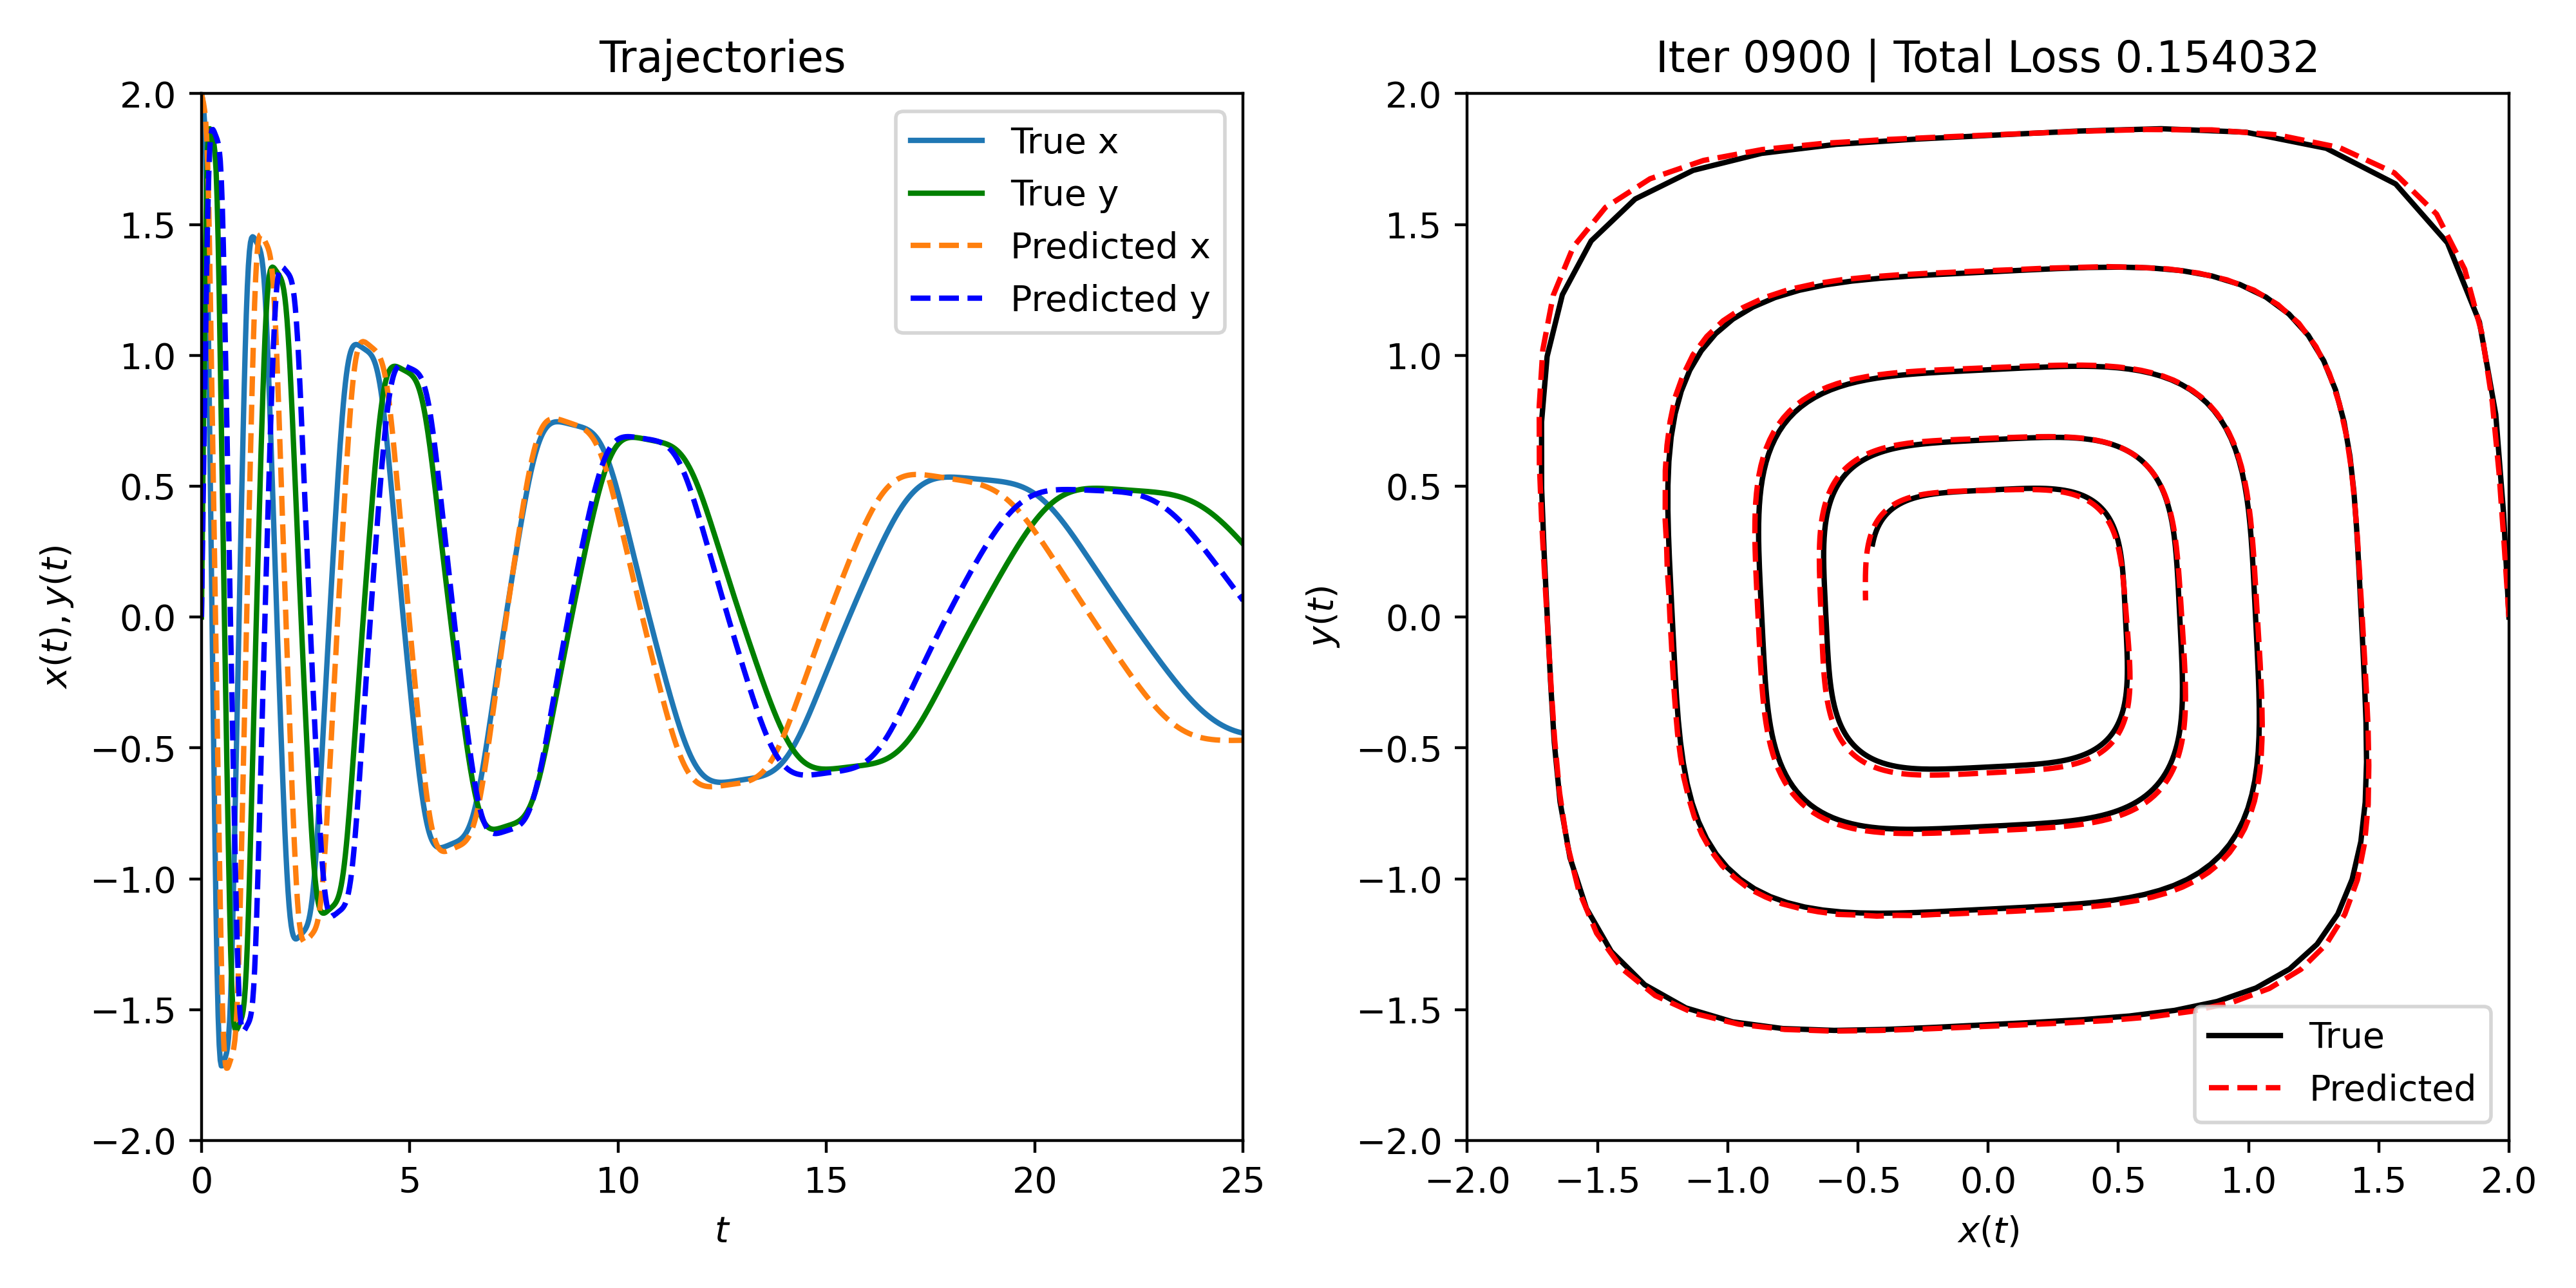 Trajectories
2.0
1.5
1.0
0.5
0.0
−0.5
−1.0
−1.5
−2.0
x(t), y(t)
0 5 10 15 20 25
t
True x
True y
Predicted x
Predicted y
Iter 0900 | Total Loss 0.154032
2.0
1.5
1.0
0.5
0.0
−0.5
−1.0
−1.5
−2.0
y(t)
−2.0 −1.5 −1.0 −0.5 0.0 0.5 1.0 1.5 2.0
x(t)
True
Predicted